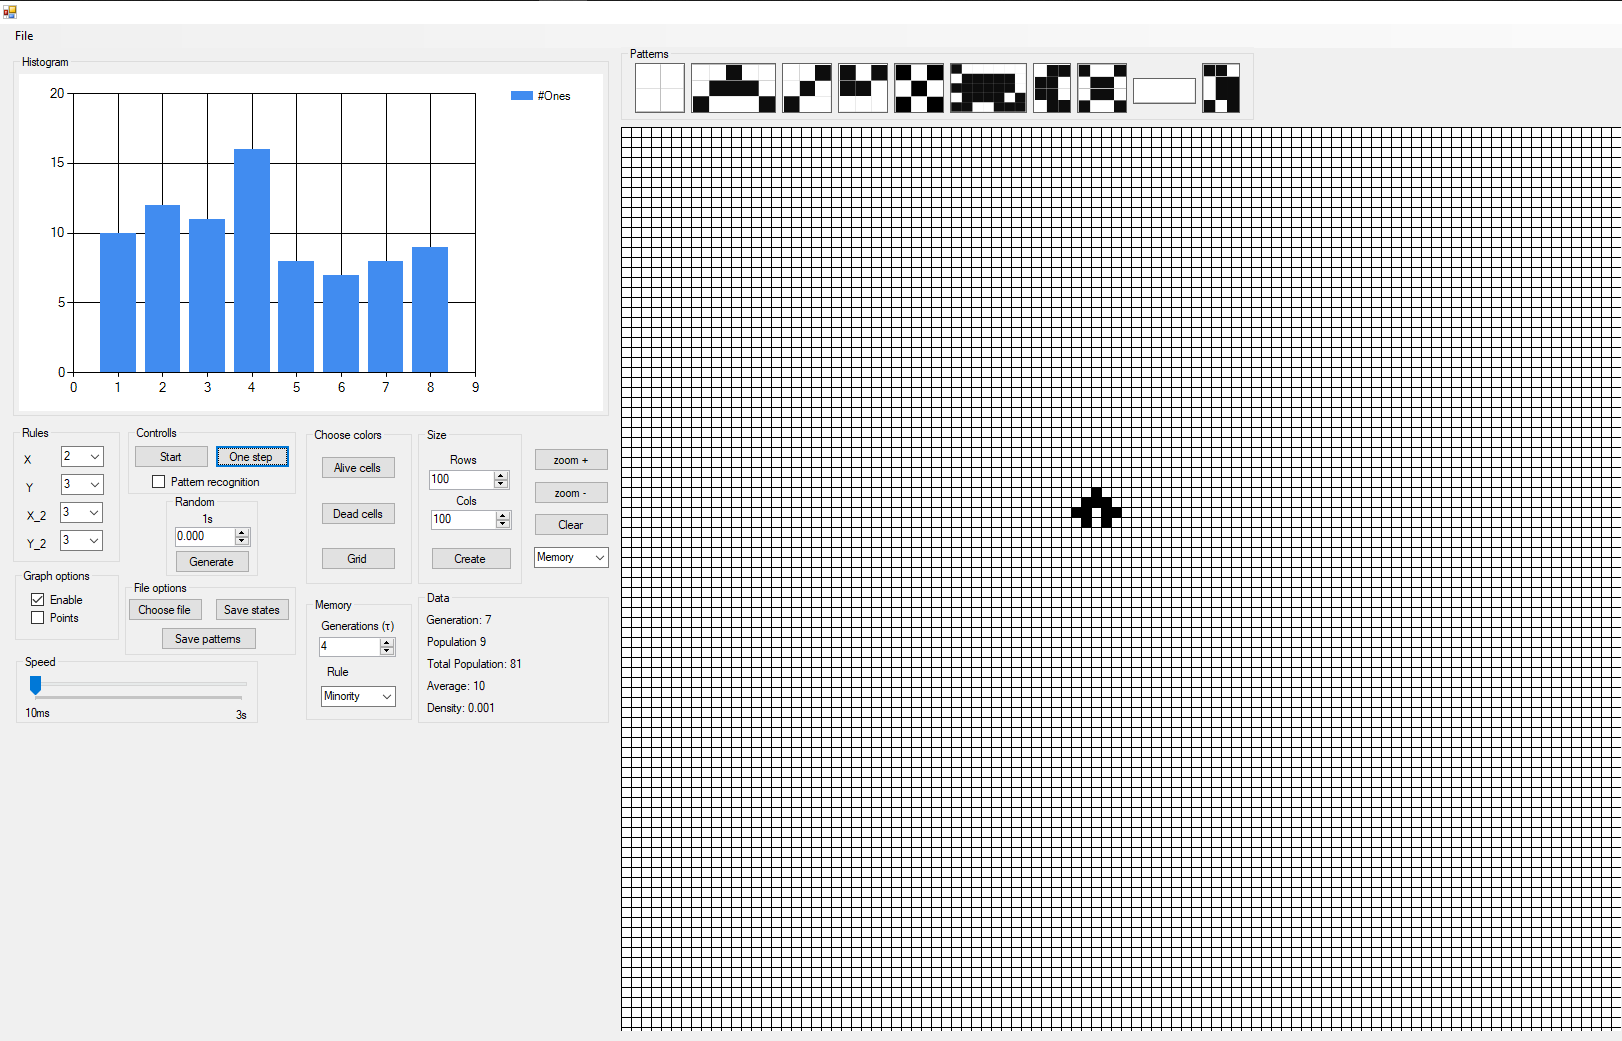 File
Histogram
20
15
10
5
0
0 1 2 3 4 5 6 7 8 9
#Ones
Patterns
Rules
X 2
Y 3
X_2 3
Y_2 3
Controlls
Start One step
Pattern recognition
Random
1s
0.000
Generate
Choose colors
Alive cells
Dead cells
Grid
Size
Rows
100
Cols
100
Create
zoom +
zoom -
Clear
Memory
Graph options
Enable
Points
File options
Choose file Save states
Save patterns
Memory
Generations (τ)
4
Rule
Minority
Data
Generation: 7
Population 9
Total Population: 81
Average: 10
Density: 0.001
Speed
10ms 3s